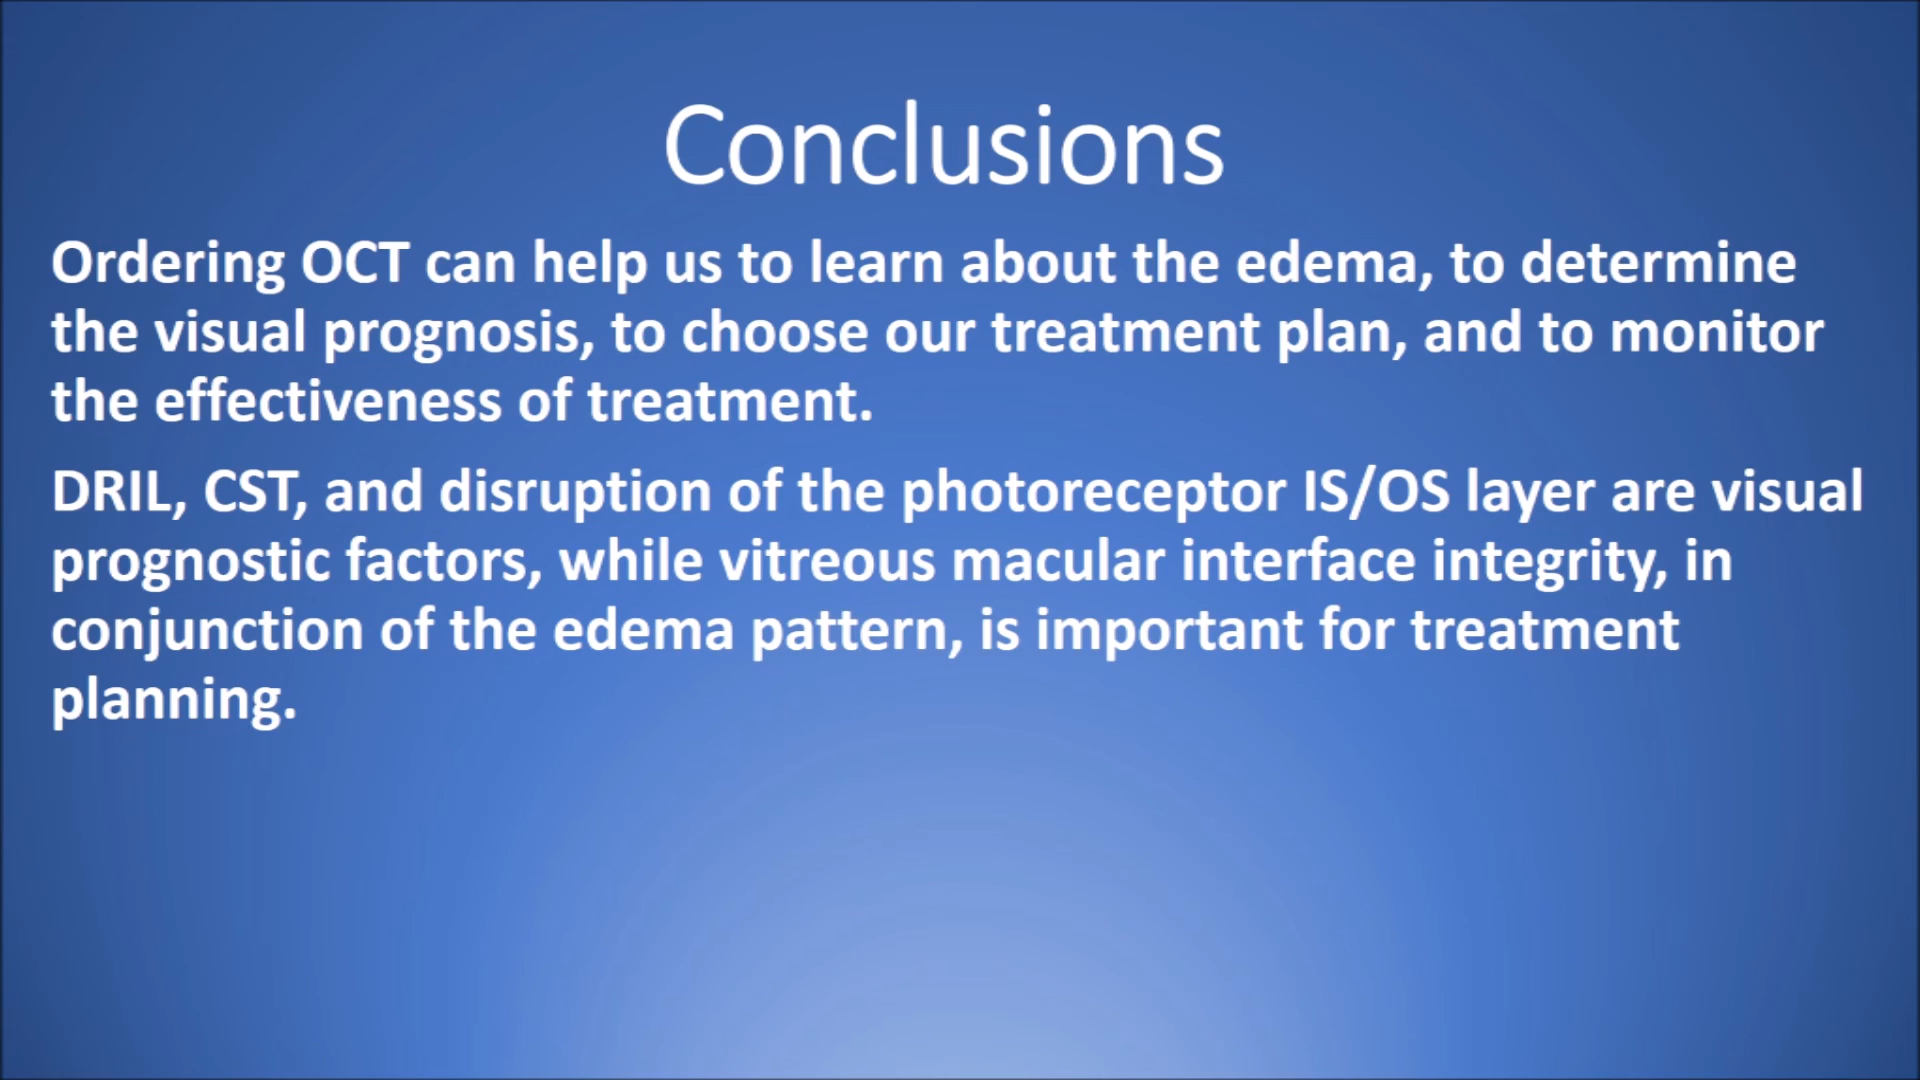 Conclusions
Ordering OCT can help us to learn about the edema, to determine
the visual prognosis, to choose our treatment plan, and to monitor
the effectiveness of treatment.
DRIL, CST, and disruption of the photoreceptor IS/OS layer are visual
prognostic factors, while vitreous macular interface integrity, in
conjunction of the edema pattern, is important for treatment
planning.